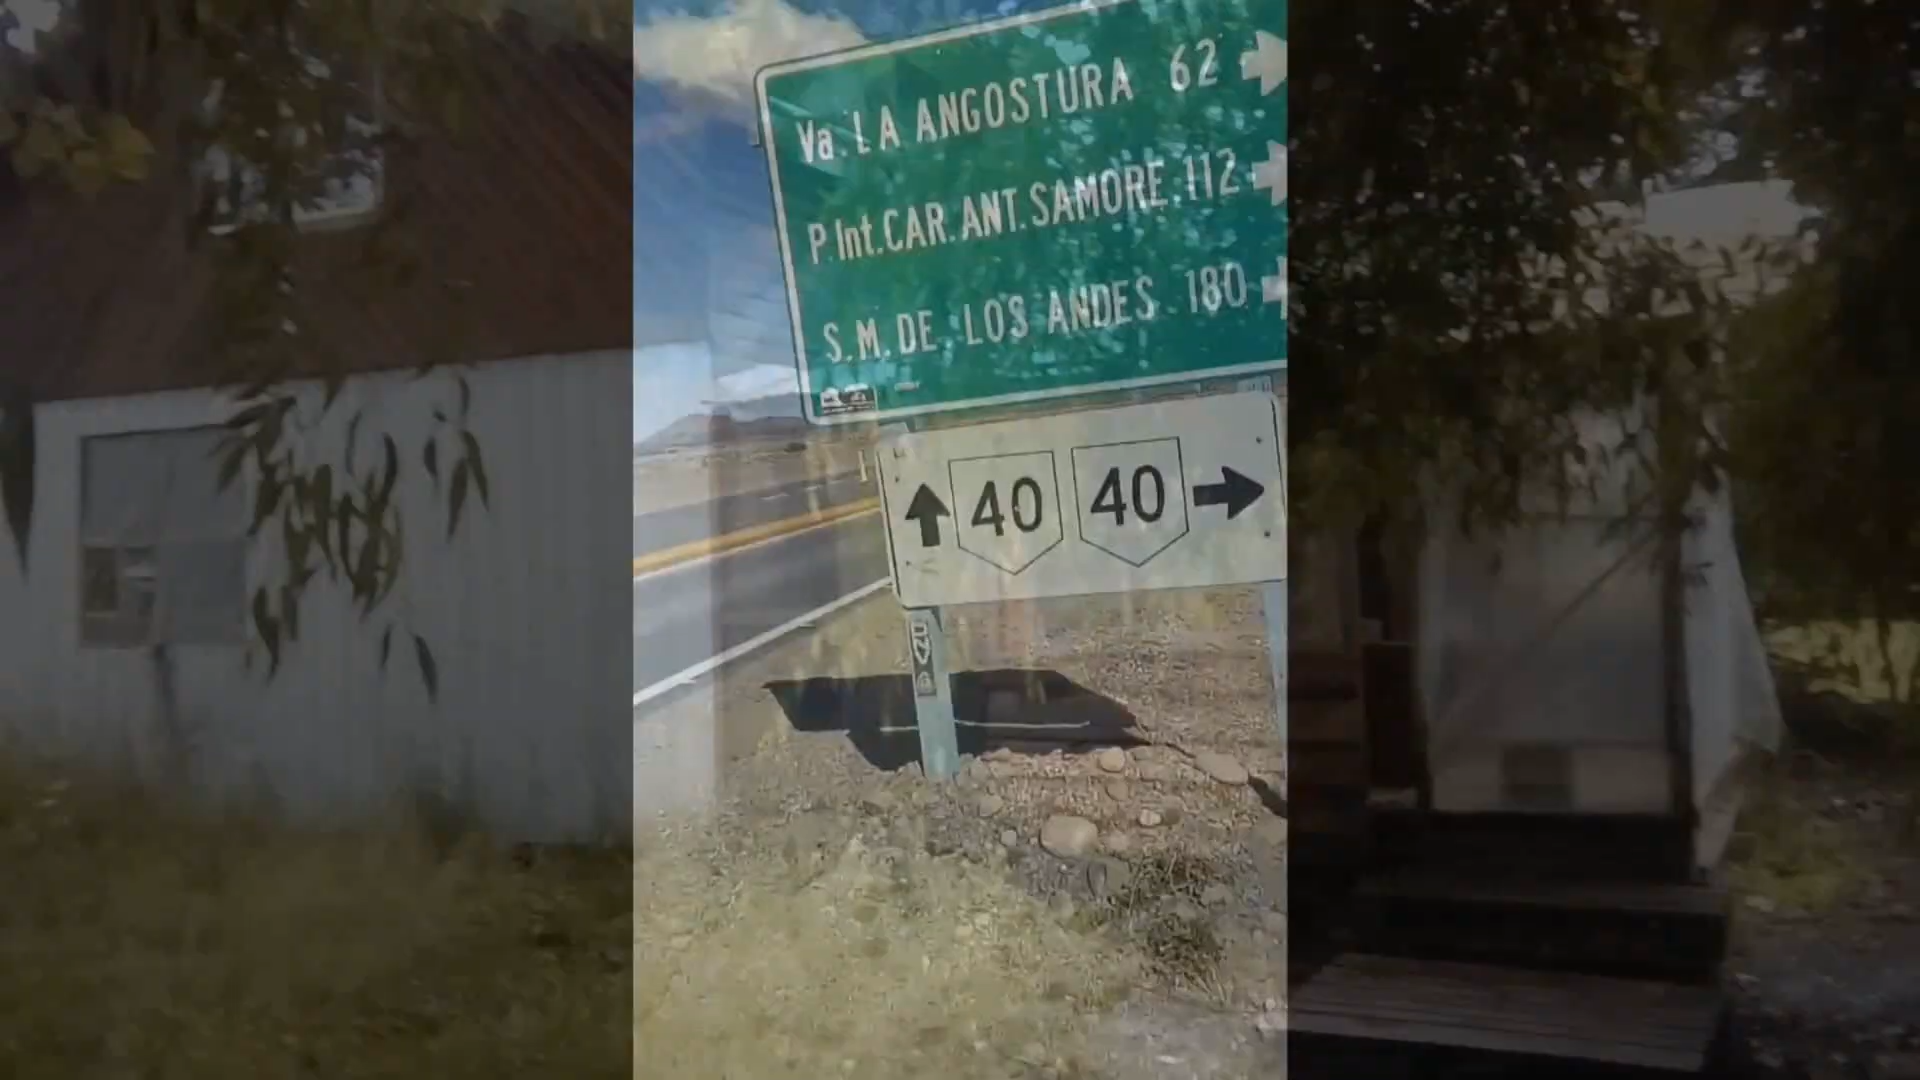 Va. LA ANGOSTURA 62
P. Int. CAR. ANT. SAMORE 112
S.M. DE LOS ANDES 180
40 40